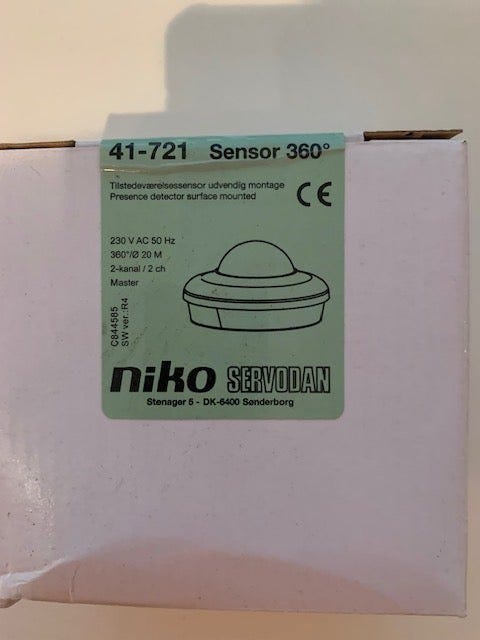 41-721 Sensor 360°
Tilstedeværelsessensor udvendig montage
Presence detector surface mounted
CE
230 V AC 50 Hz
360°/Ø 20 M
2-kanal / 2 ch
Master
C844585
SW ver.:R4
niko SERVODAN
Stenager 5 - DK-6400 Sønderborg